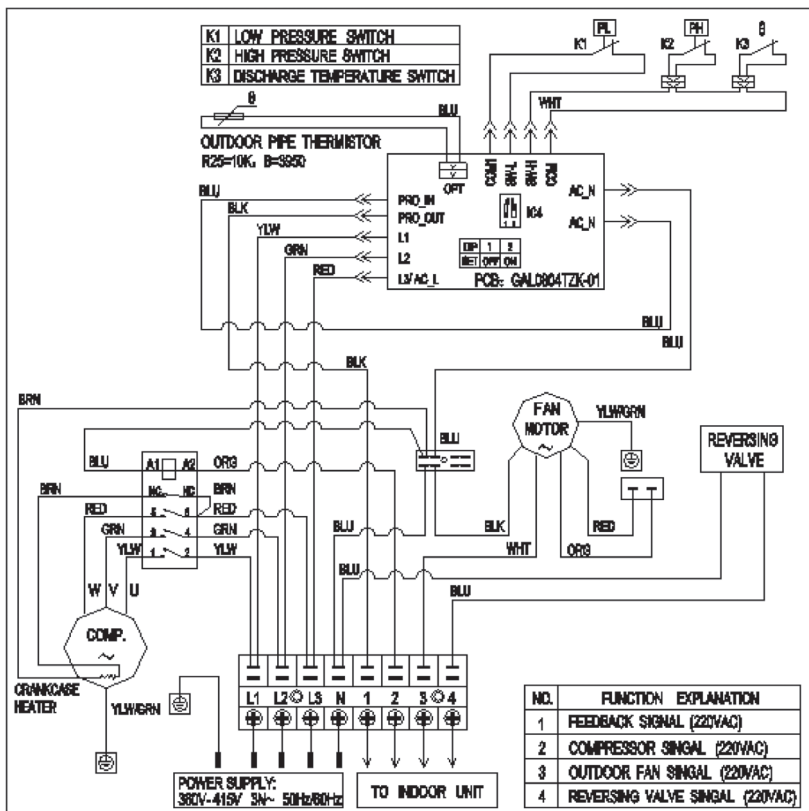 K1 LOW PRESSURE SWITCH
K2 HIGH PRESSURE SWITCH
K3 DISCHARGE TEMPERATURE SWITCH
PL
K1
PH
K2
K3
θ
θ
BLU
WHT
OUTDOOR PIPE THERMISTOR
R25=10K, B=3950
OPT
COM1
SW-L
SW-H
COM
BLU
PRO_IN
AC_N
BLK
PRO_OUT
IC4
AC_N
YLW
L1
GRN
L2
DIP 1 2
SET OFF ON
RED
L3/AC_L
PCB: GAL0804TZK-01
BLU
BLU
BLK
BRN
FAN
MOTOR
~
YLW/GRN
REVERSING
VALVE
BLU
BLU
A1 A2
ORG
BRN
NC NC
BRN
RED
5 6
RED
GRN
3 4
GRN
YLW
1 2
YLW
BLU
BLK
RED
WHT
ORG
W V U
BLU
BLU
COMP.
~
CRANKCASE
HEATER
YLW/GRN
L1 L2 L3 N 1 2 3 4
POWER SUPPLY:
380V-415V 3N~ 50Hz/60Hz
TO INDOOR UNIT
NO. FUNCTION EXPLANATION
1 FEEDBACK SIGNAL (220VAC)
2 COMPRESSOR SINGAL (220VAC)
3 OUTDOOR FAN SINGAL (220VAC)
4 REVERSING VALVE SINGAL (220VAC)